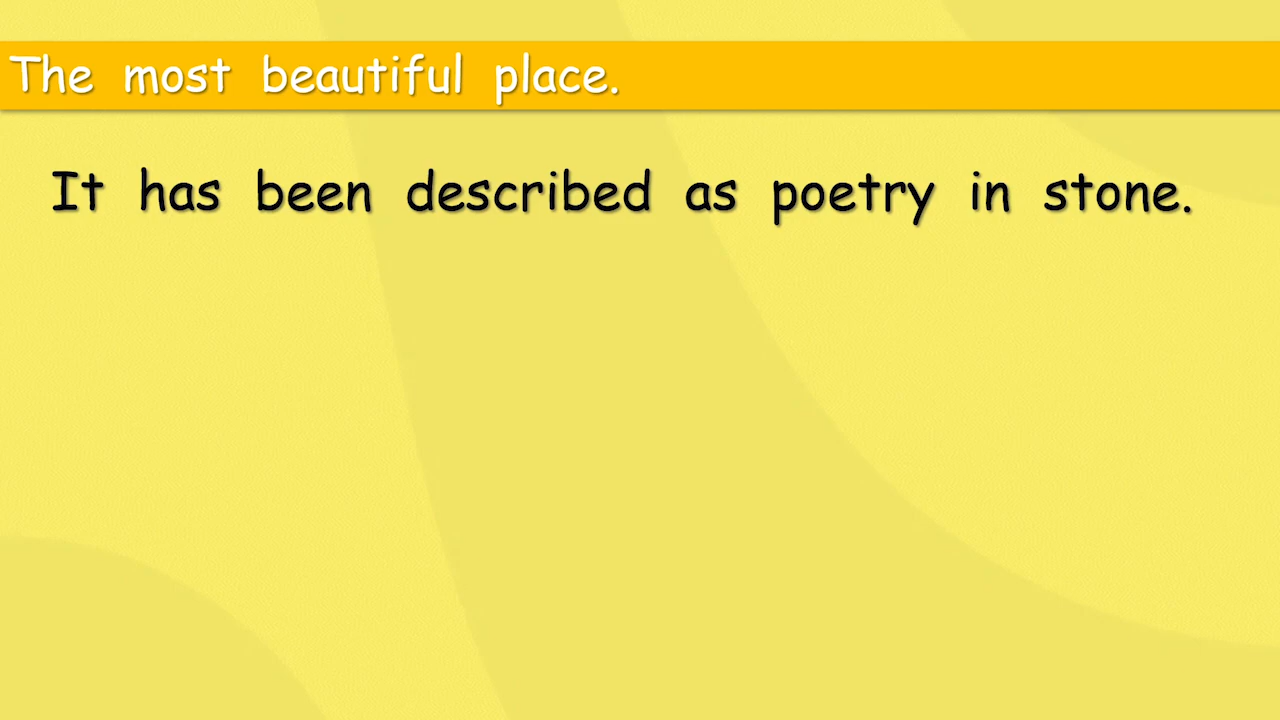 The most beautiful place.
It has been described as poetry in stone.